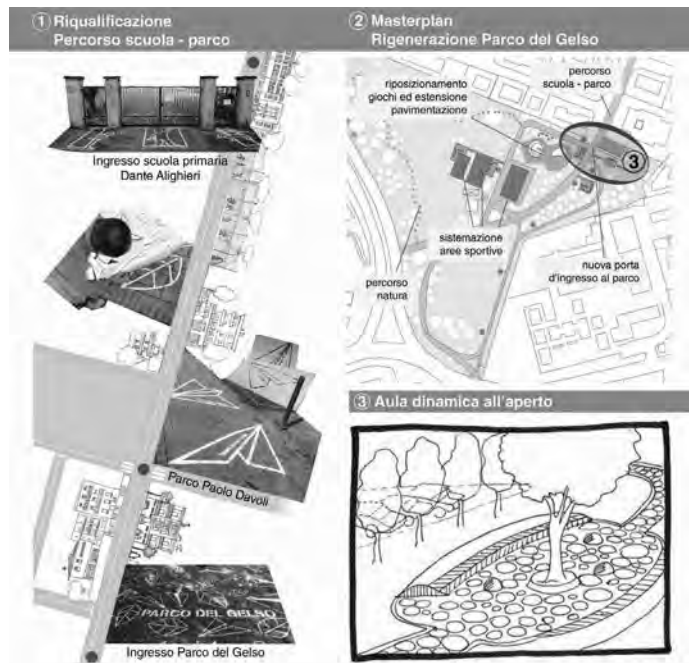 ① Riqualificazione
Percorso scuola - parco
Ingresso scuola primaria
Dante Alighieri
Parco Paolo Davoli
PARCO DEL GELSO
Ingresso Parco del Gelso
② Masterplan
Rigenerazione Parco del Gelso
percorso
scuola - parco
riposizionamento
giochi ed estensione
pavimentazione
③
sistemazione
aree sportive
nuova porta
d'ingresso al parco
percorso
natura
③ Aula dinamica all'aperto